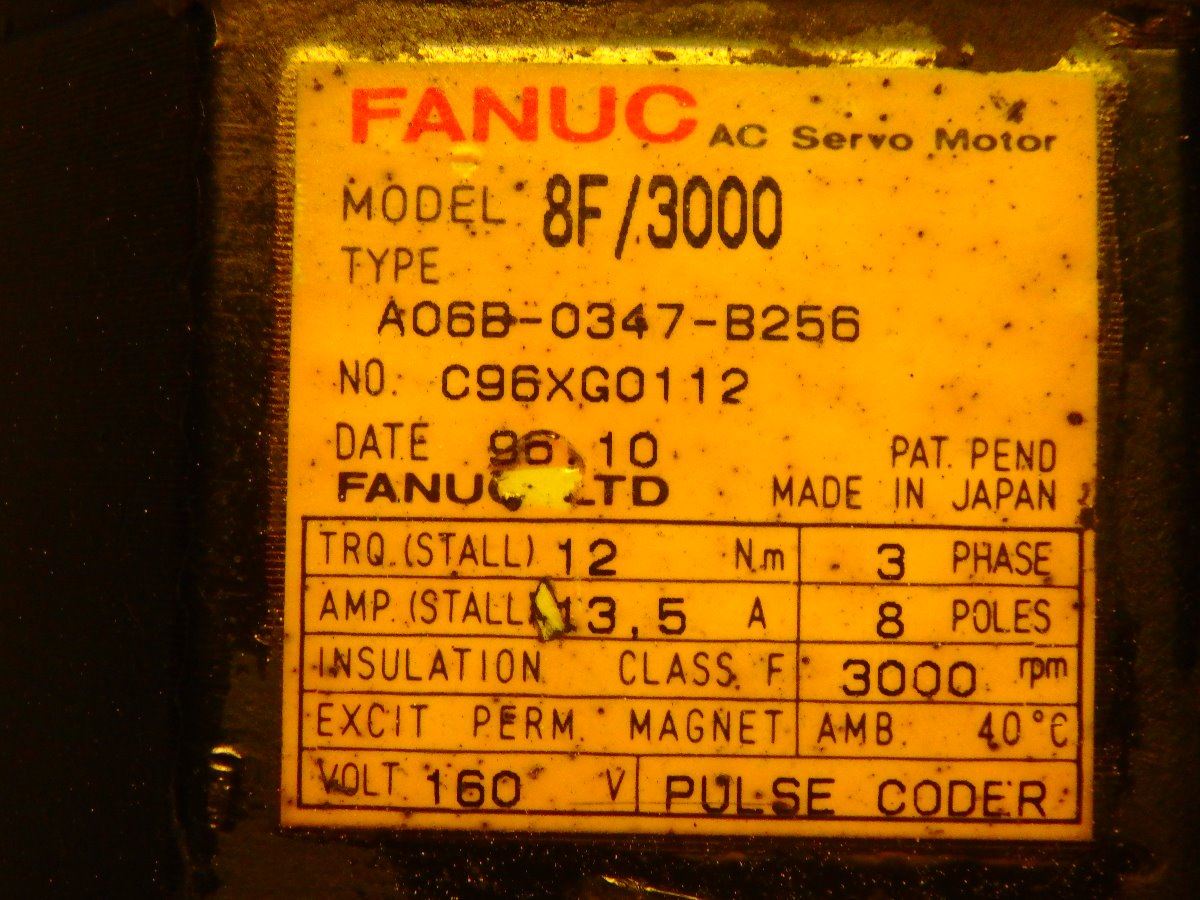 FANUC AC Servo Motor
MODEL 8F/3000
TYPE
A06B-0347-B256
NO. C96XG0112
DATE 96.10 PAT. PEND
FANUC LTD MADE IN JAPAN
TRQ.(STALL) 12 N.m 3 PHASE
AMP.(STALL) 13,5 A 8 POLES
INSULATION CLASS F 3000 rpm
EXCIT PERM. MAGNET AMB. 40°C
VOLT 160 V PULSE CODER